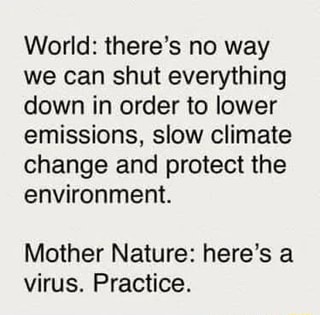 World: there's no way
we can shut everything
down in order to lower
emissions, slow climate
change and protect the
environment.
Mother Nature: here's a
virus. Practice.